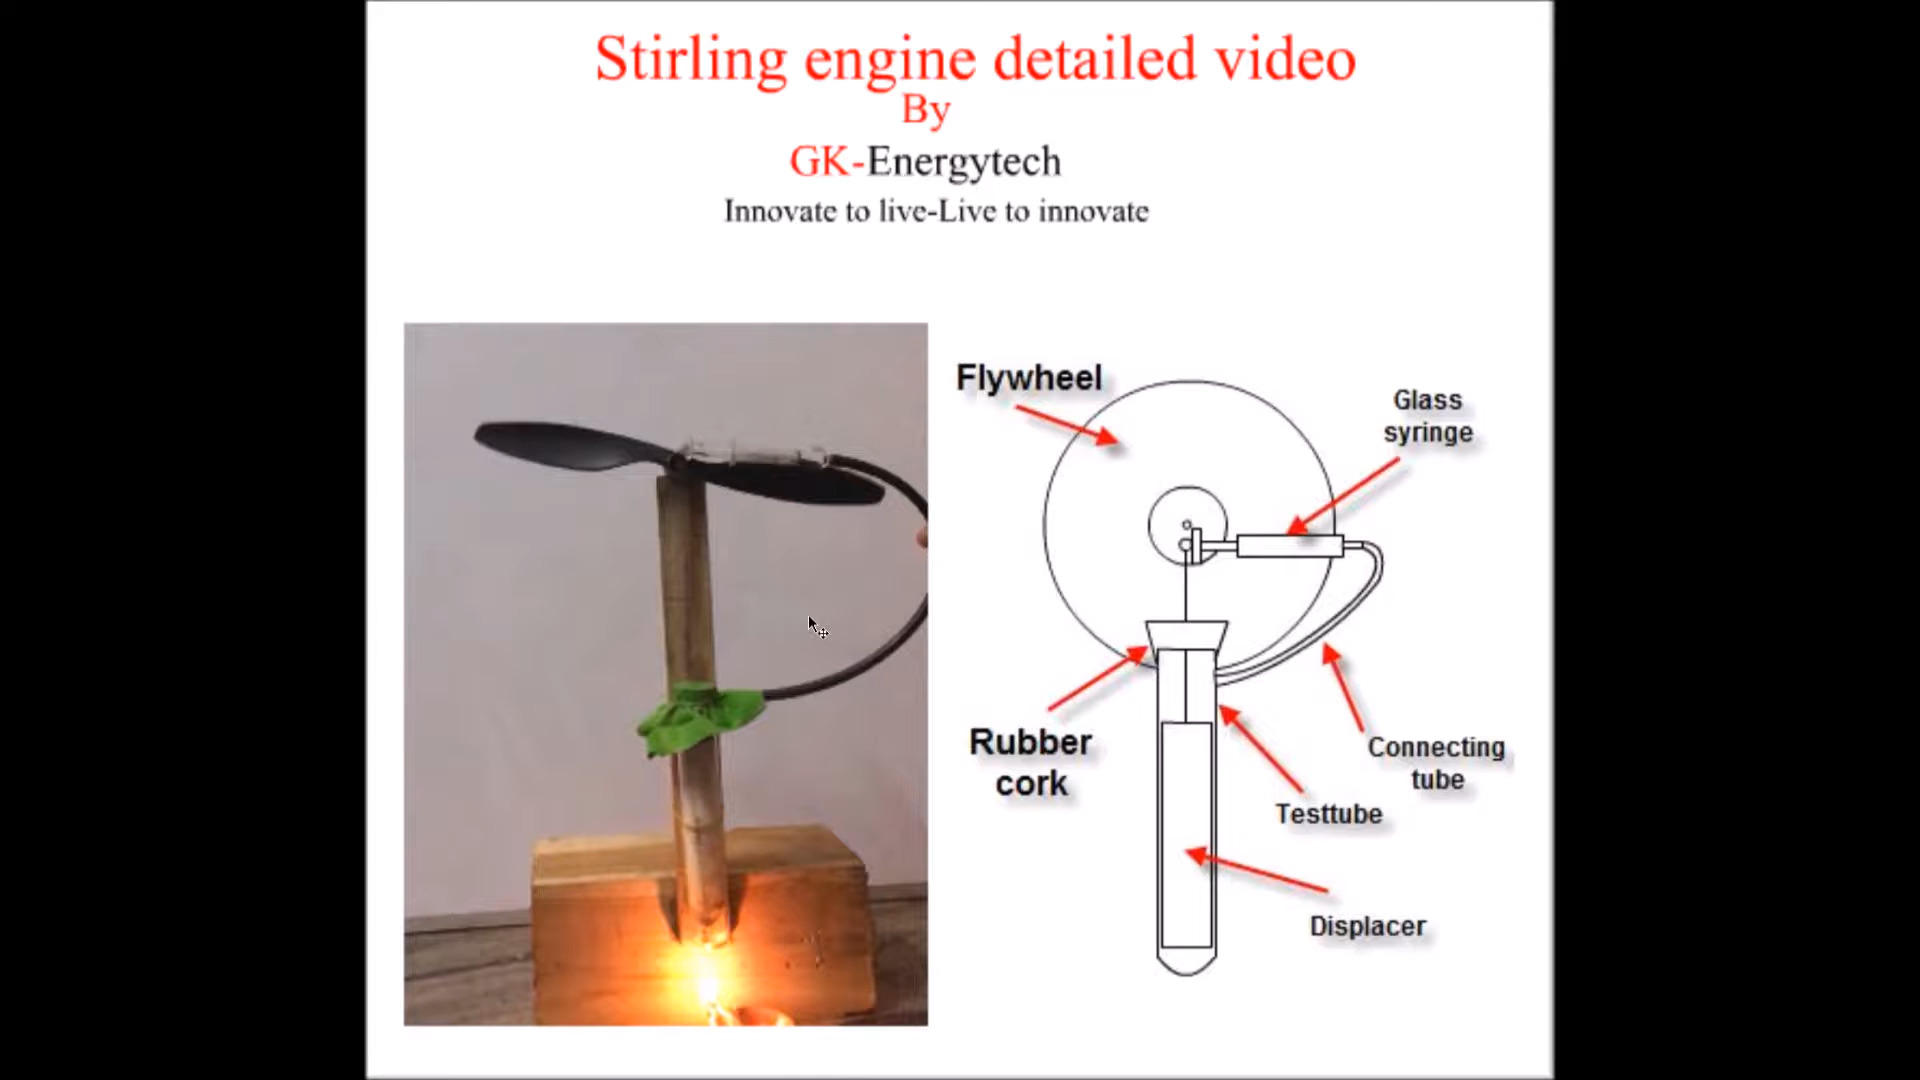 Stirling engine detailed video
By
GK-Energytech
Innovate to live-Live to innovate
Flywheel
Glass
syringe
Rubber
cork
Connecting
tube
Testtube
Displacer